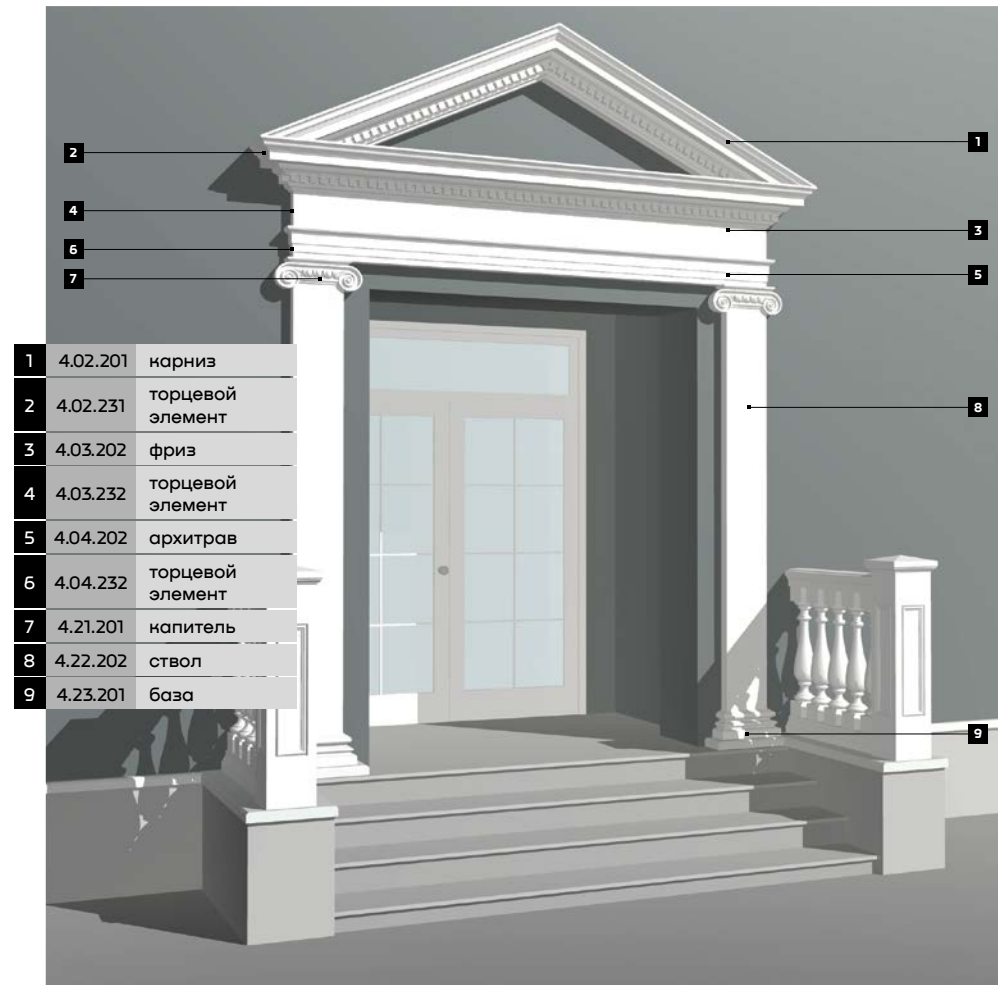 1
2
4
3
6
7
5
1 4.02.201 карниз
2 4.02.231 торцевой
элемент
3 4.03.202 фриз
4 4.03.232 торцевой
элемент
5 4.04.202 архитрав
6 4.04.232 торцевой
элемент
7 4.21.201 капитель
8 4.22.202 ствол
9 4.23.201 база
8
9